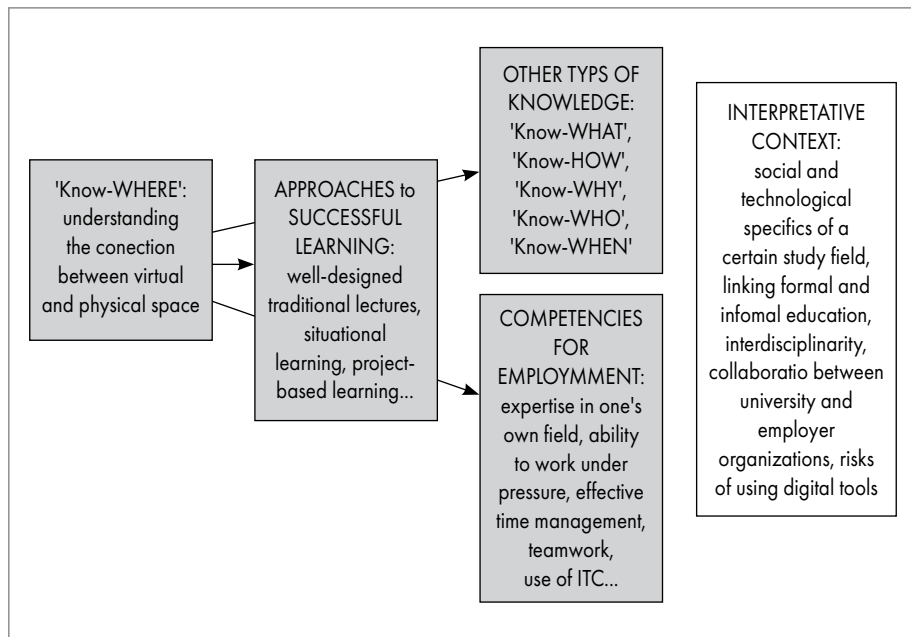 'Know-WHERE':
understanding
the conection
between virtual
and physical space
APPROACHES to
SUCCESSFUL
LEARNING:
well-designed
traditional lectures,
situational
learning, project-
based learning...
OTHER TYPS OF
KNOWLEDGE:
'Know-WHAT',
'Know-HOW',
'Know-WHY',
'Know-WHO',
'Know-WHEN'
COMPETENCIES
FOR
EMPLOYMMENT:
expertise in one's
own field, ability
to work under
pressure, effective
time management,
teamwork,
use of ITC...
INTERPRETATIVE
CONTEXT:
social and
technological
specifics of a
certain study field,
linking formal and
infomal education,
interdisciplinarity,
collaboratio between
university and
employer
organizations, risks
of using digital tools